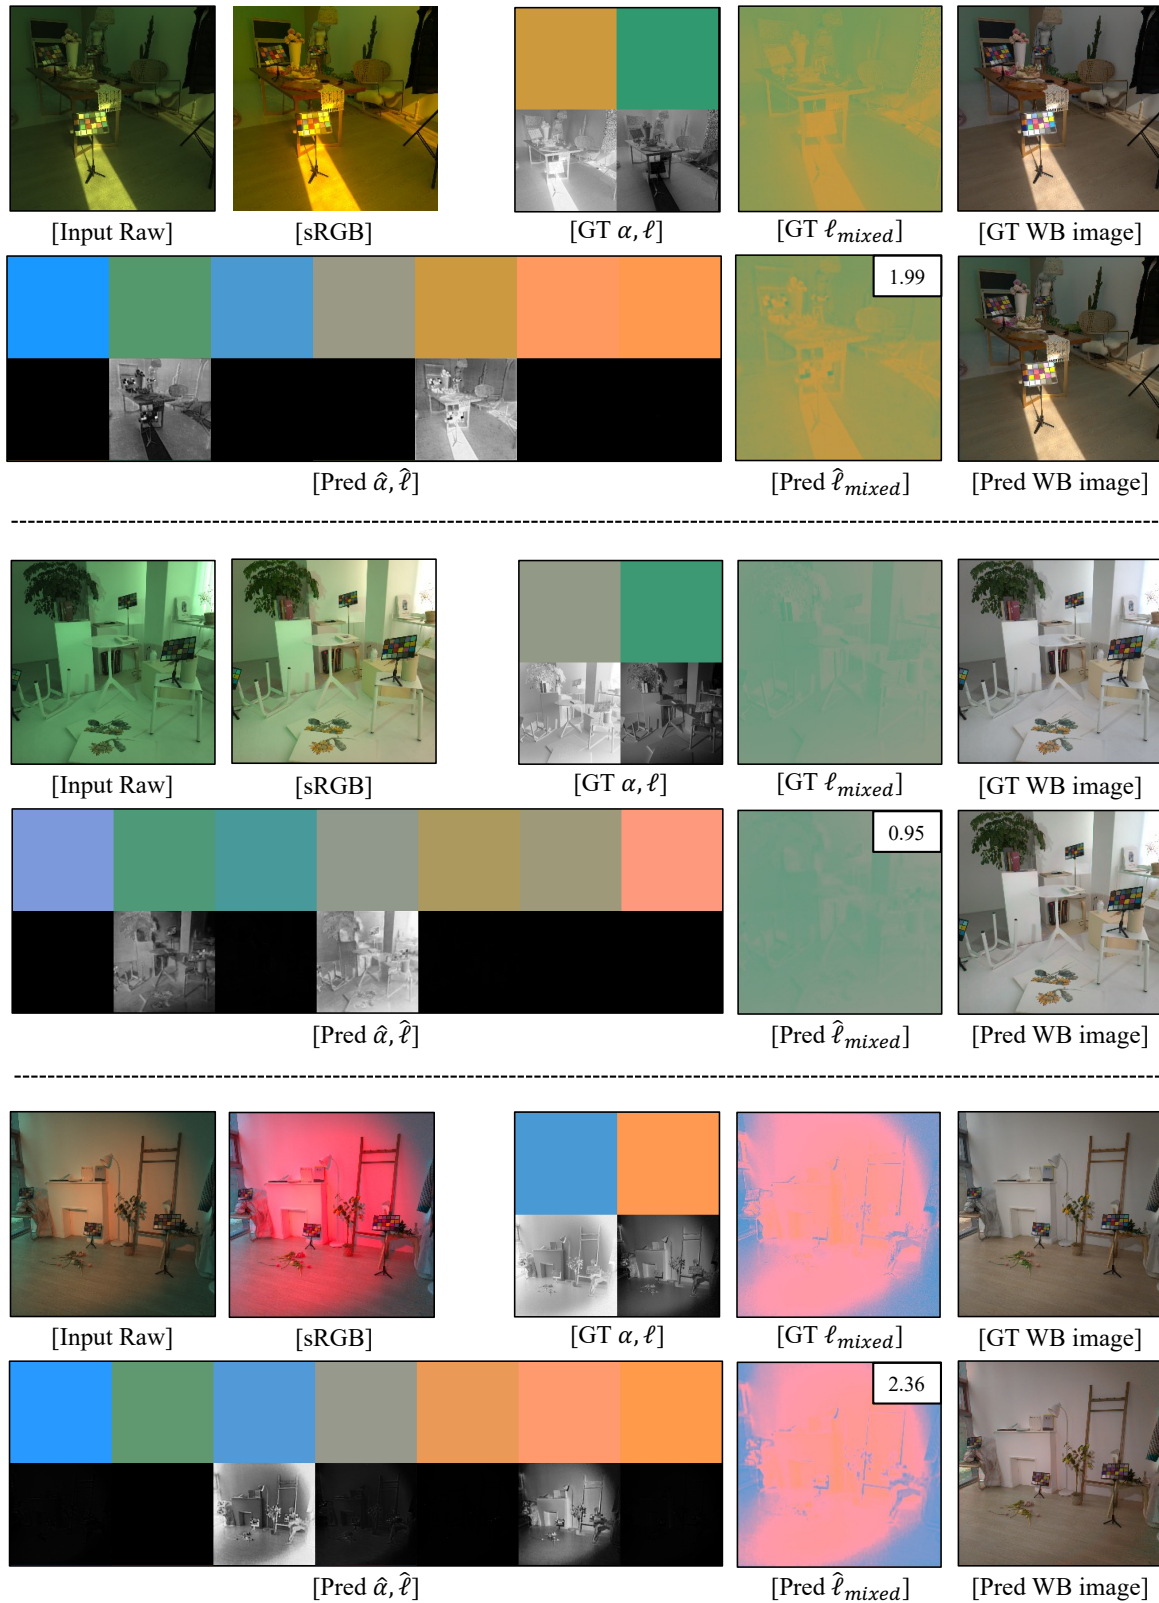 [Input Raw] [sRGB] [GT α, ℓ] [GT ℓ_mixed] [GT WB image]
1.99
[Pred α̂, ℓ̂] [Pred ℓ̂_mixed] [Pred WB image]
[Input Raw] [sRGB] [GT α, ℓ] [GT ℓ_mixed] [GT WB image]
0.95
[Pred α̂, ℓ̂] [Pred ℓ̂_mixed] [Pred WB image]
[Input Raw] [sRGB] [GT α, ℓ] [GT ℓ_mixed] [GT WB image]
2.36
[Pred α̂, ℓ̂] [Pred ℓ̂_mixed] [Pred WB image]